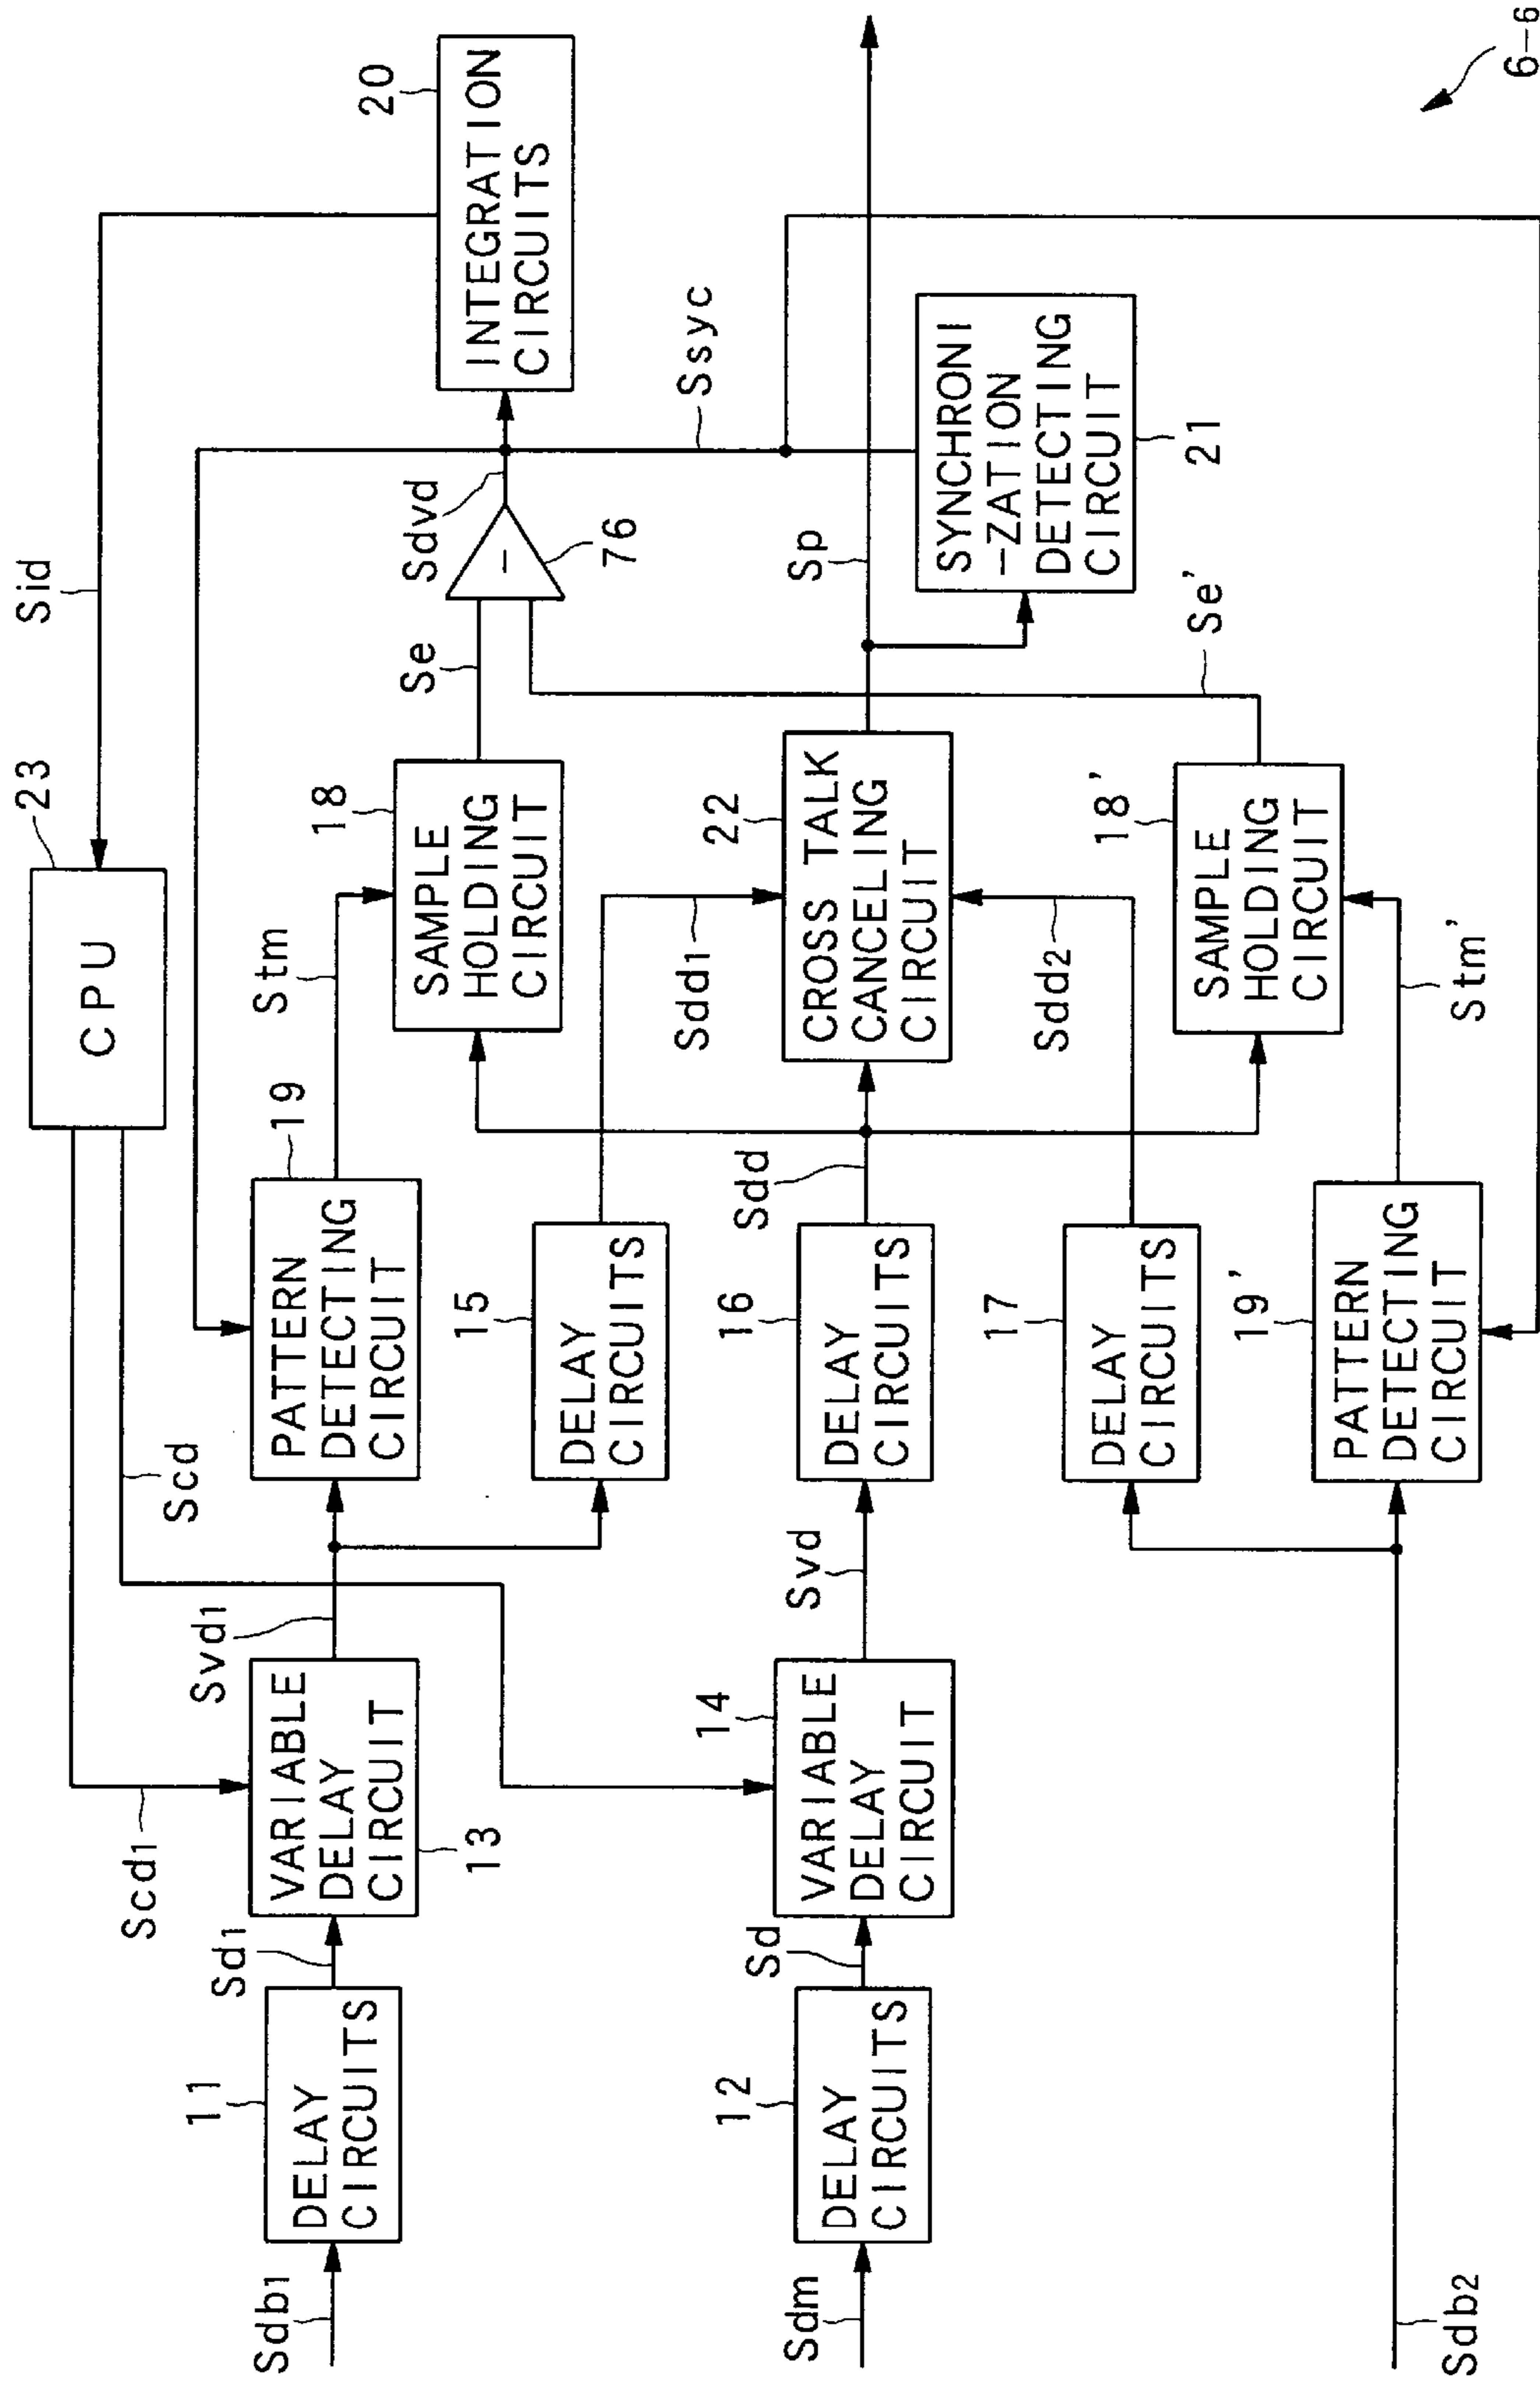 Sdb1
11
DELAY
CIRCUITS
Sd1
Scd1
VARIABLE
DELAY
CIRCUIT
13
Svd1
Scd
PATTERN
DETECTING
CIRCUIT
19
Stm
CPU
23
Sid
15
DELAY
CIRCUITS
SAMPLE
HOLDING
CIRCUIT
18
Se
Sdvd
76
INTEGRATION
CIRCUITS
20
Sdd1
Ssyc
Sdm
12
DELAY
CIRCUITS
Sd
14
VARIABLE
DELAY
CIRCUIT
Svd
16
DELAY
CIRCUITS
Sdd
22
CROSS TALK
CANCELING
CIRCUIT
Sp
SYNCHRONI
-ZATION
DETECTING
CIRCUIT
21
17
DELAY
CIRCUITS
Sdd2
18'
SAMPLE
HOLDING
CIRCUIT
Se'
Sdb2
19'
PATTERN
DETECTING
CIRCUIT
Stm'
6-6